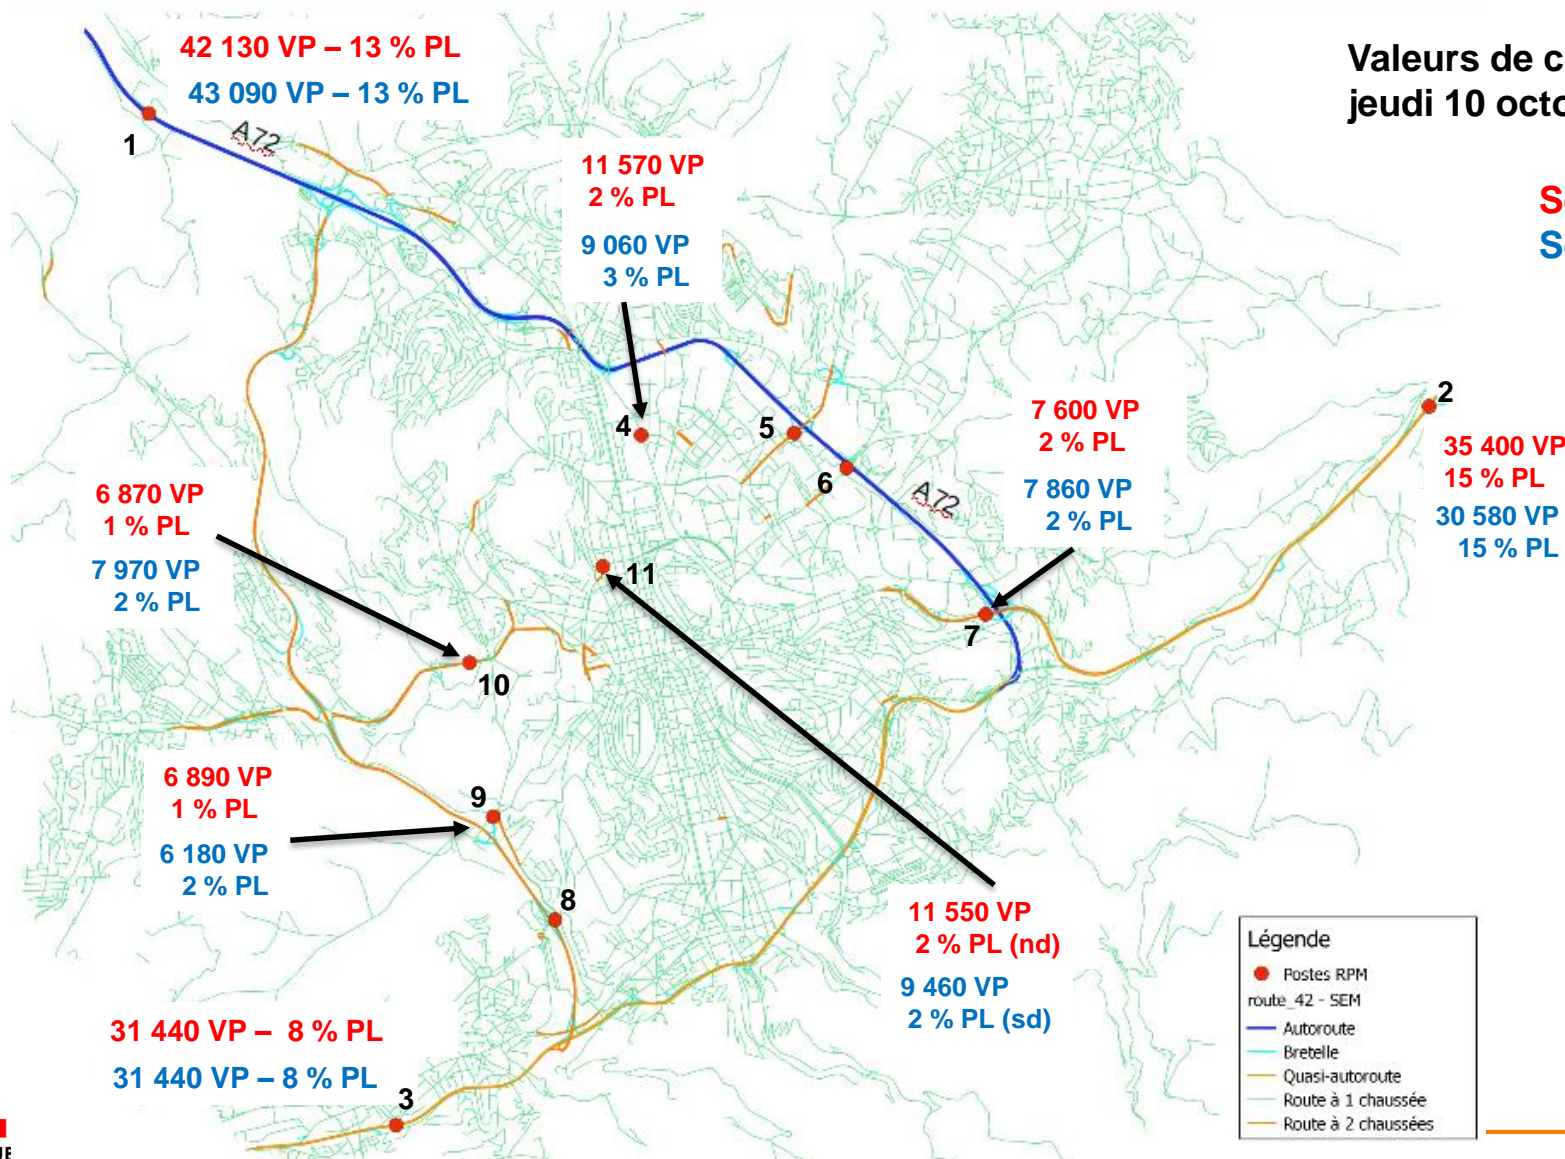 42 130 VP – 13 % PL
43 090 VP – 13 % PL
Valeurs de c
jeudi 10 octo
1
A72
11 570 VP
2 % PL
9 060 VP
3 % PL
S
S
2
35 400 VP
15 % PL
30 580 VP
15 % PL
7 600 VP
2 % PL
7 860 VP
2 % PL
4
5
6
A72
6 870 VP
1 % PL
7 970 VP
2 % PL
11
7
10
6 890 VP
1 % PL
6 180 VP
2 % PL
9
8
11 550 VP
2 % PL (nd)
9 460 VP
2 % PL (sd)
31 440 VP – 8 % PL
31 440 VP – 8 % PL
3
Légende
Postes RPM
route_42 - SEM
Autoroute
Bretelle
Quasi-autoroute
Route à 1 chaussée
Route à 2 chaussées